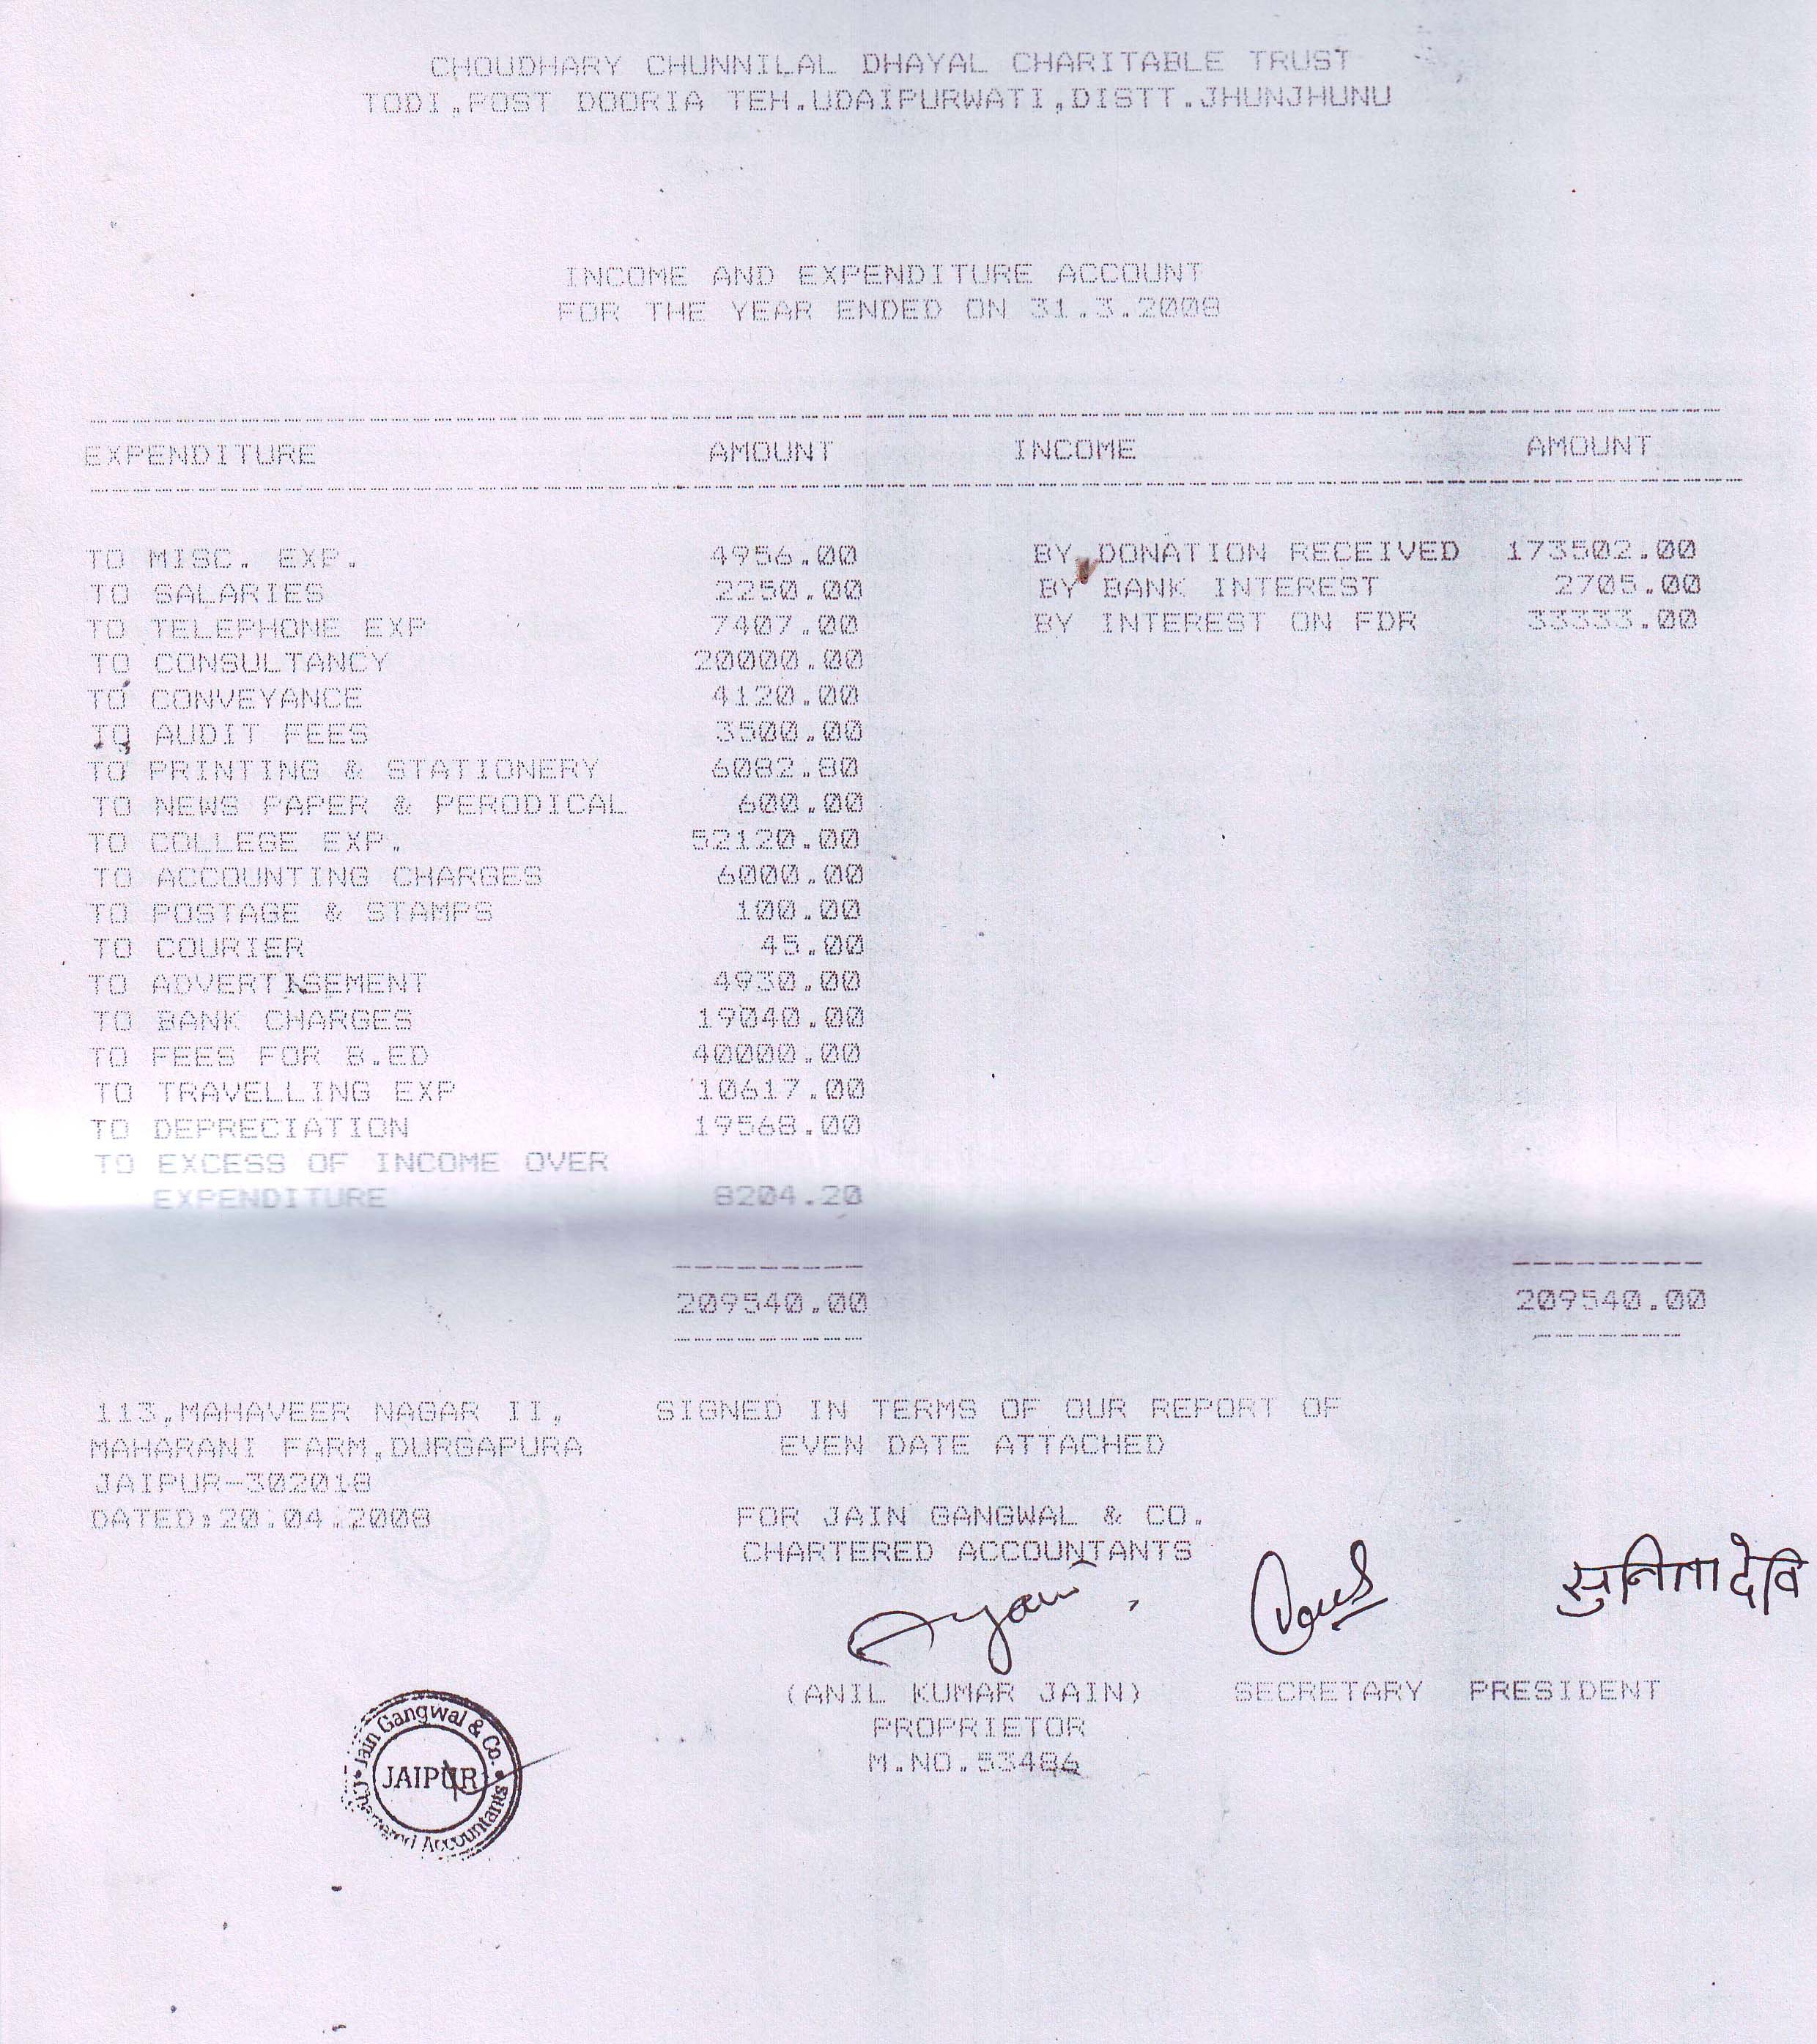 CHOUDHARY CHUNNILAL DHAYAL CHARITABLE TRUST
TODI,POST DOORIA TEH.UDAIPURWATI,DISTT.JHUNJHUNU
INCOME AND EXPENDITURE ACCOUNT
FOR THE YEAR ENDED ON 31.3.2008
EXPENDITURE AMOUNT INCOME AMOUNT
TO MISC. EXP. 4956.00 BY DONATION RECEIVED 173502.00
TO SALARIES 2250.00 BY BANK INTEREST 2705.00
TO TELEPHONE EXP 7407.00 BY INTEREST ON FDR 33333.00
TO CONSULTANCY 20000.00
TO CONVEYANCE 4120.00
TO AUDIT FEES 3500.00
TO PRINTING & STATIONERY 6082.80
TO NEWS PAPER & PERODICAL 600.00
TO COLLEGE EXP. 52120.00
TO ACCOUNTING CHARGES 6000.00
TO POSTAGE & STAMPS 100.00
TO COURIER 45.00
TO ADVERTISEMENT 4930.00
TO BANK CHARGES 19040.00
TO FEES FOR B.ED 40000.00
TO TRAVELLING EXP 10617.00
TO DEPRECIATION 19568.00
TO EXCESS OF INCOME OVER
EXPENDITURE 8204.20
209540.00 209540.00
113,MAHAVEER NAGAR II, SIGNED IN TERMS OF OUR REPORT OF
MAHARANI FARM,DURGAPURA EVEN DATE ATTACHED
JAIPUR-302018
DATED:20.04.2008 FOR JAIN GANGWAL & CO.
CHARTERED ACCOUNTANTS
सुनिता देवि
(ANIL KUMAR JAIN) SECRETARY PRESIDENT
PROPRIETOR
M.NO.53486
Jain Gangwal & Co.
JAIPUR
Chartered Accountants